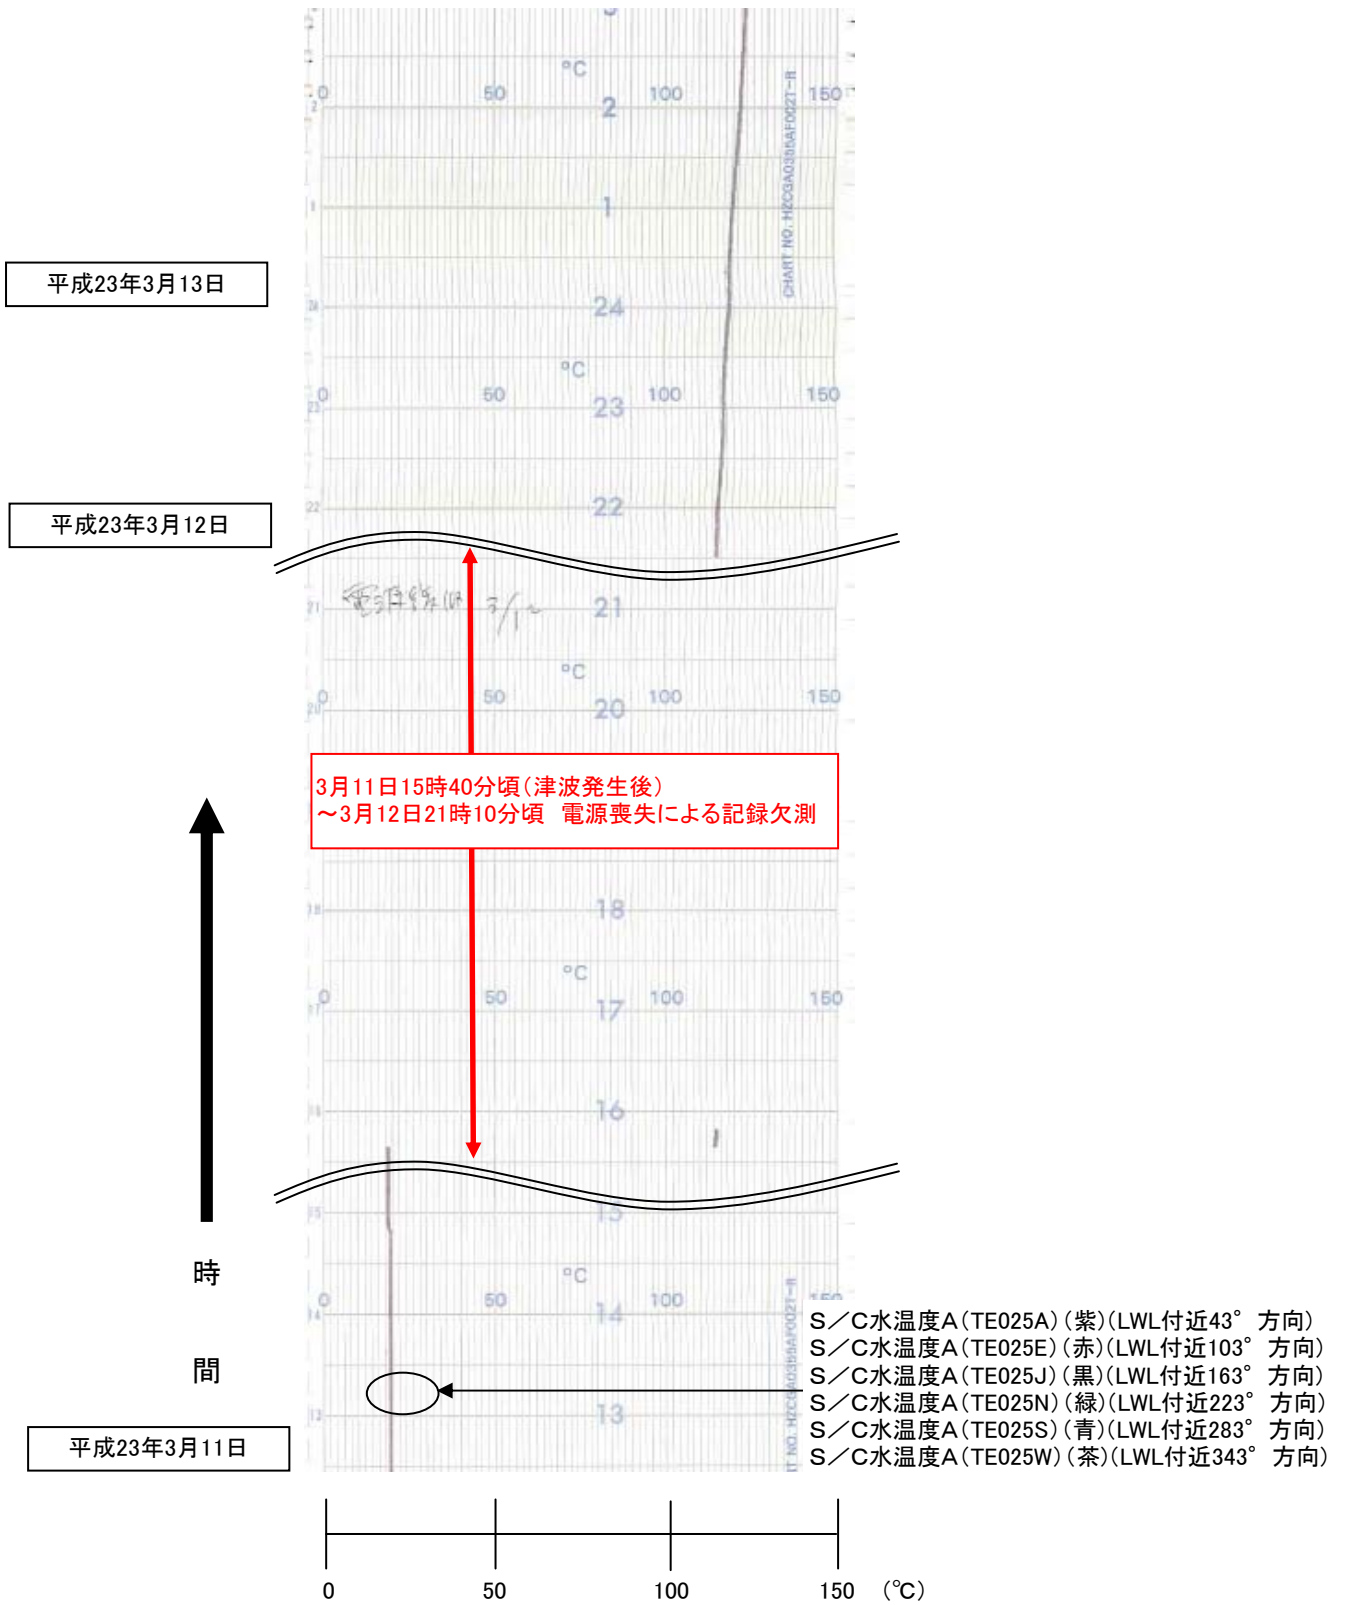 °C
0 50 100 150
2
2
1
平成23年3月13日
24
CHART NO. HZCGA0355AF002T-R
°C
0 50 100 150
23
23
平成23年3月12日
22
22
21
21
°C
0 50 100 150
20
20
3月11日15時40分頃(津波発生後)
～3月12日21時10分頃 電源喪失による記録欠測
18
18
°C
0 50 100 150
17
17
16
15
15
°C
0 50 100
14
14
時
間
S／C水温度A(TE025A)(紫)(LWL付近43°方向)
S／C水温度A(TE025E)(赤)(LWL付近103°方向)
S／C水温度A(TE025J)(黒)(LWL付近163°方向)
S／C水温度A(TE025N)(緑)(LWL付近223°方向)
S／C水温度A(TE025S)(青)(LWL付近283°方向)
S／C水温度A(TE025W)(茶)(LWL付近343°方向)
13
13
平成23年3月11日
0 50 100 150 (℃)